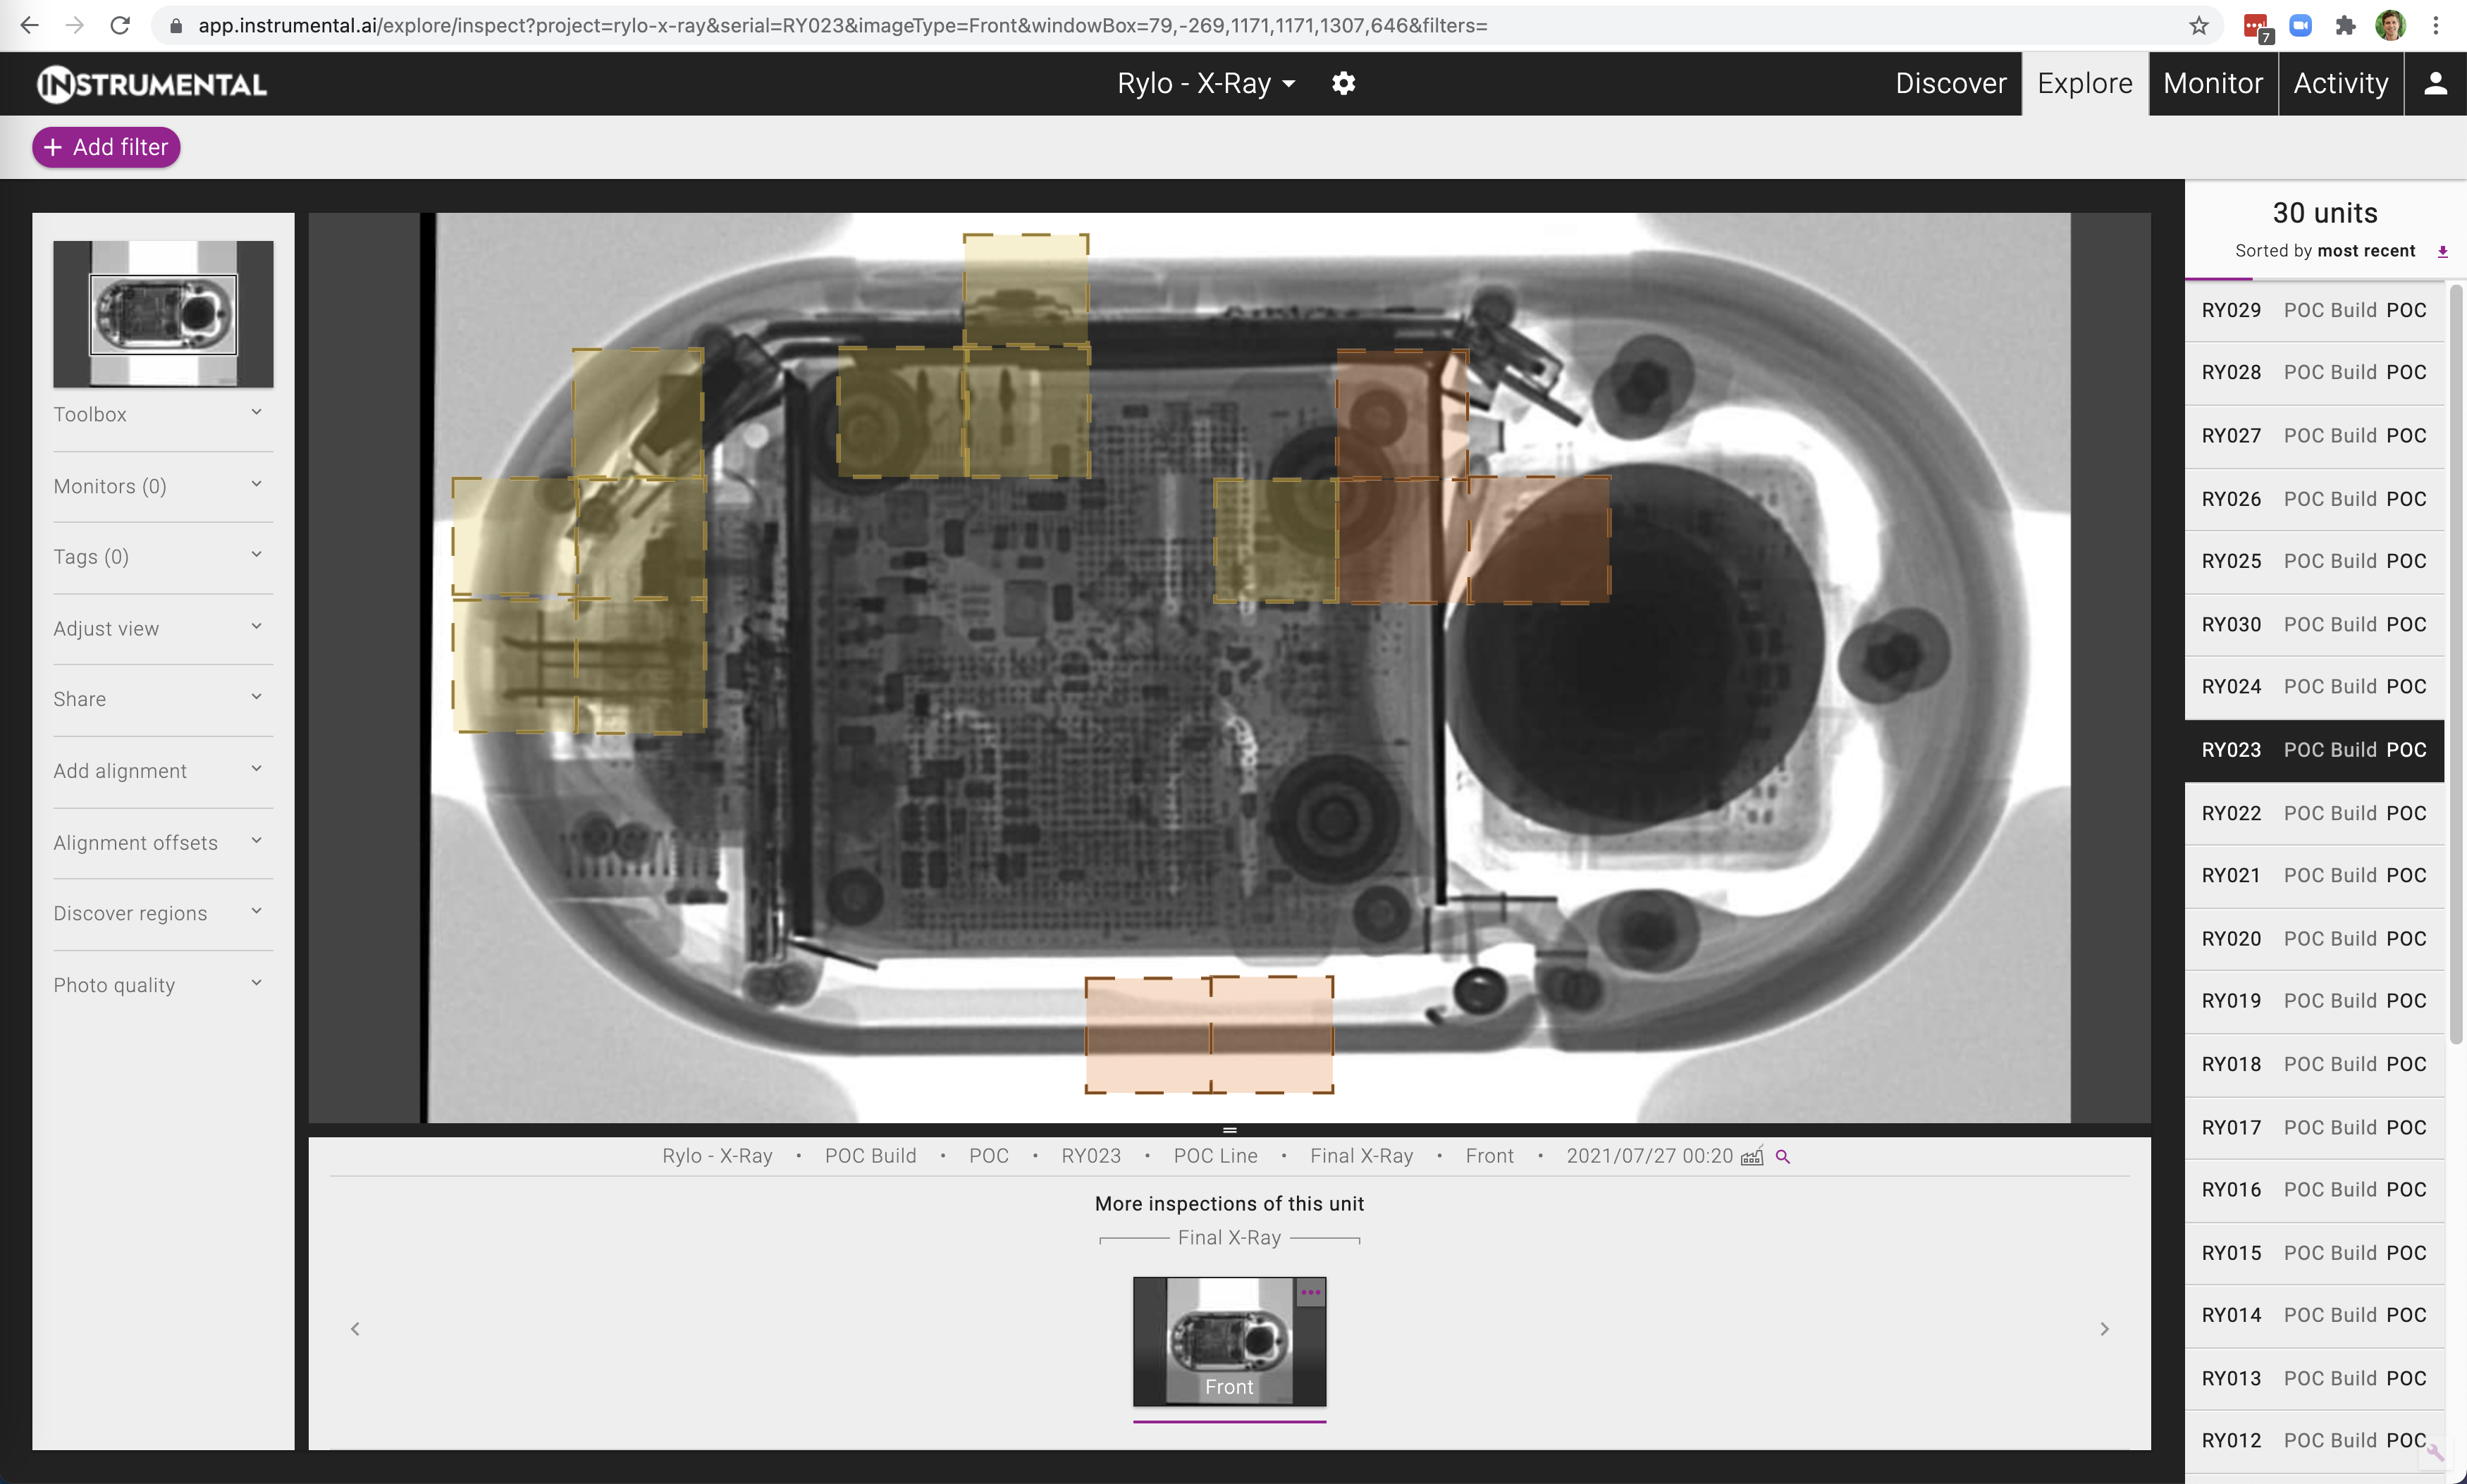 app.instrumental.ai/explore/inspect?project=rylo-x-ray&serial=RY023&imageType=Front&windowBox=79,-269,1171,1171,1307,646&filters=
7
INSTRUMENTAL
Rylo - X-Ray
Discover
Explore
Monitor
Activity
+ Add filter
Toolbox
Monitors (0)
Tags (0)
Adjust view
Share
Add alignment
Alignment offsets
Discover regions
Photo quality
Rylo - X-Ray • POC Build • POC • RY023 • POC Line • Final X-Ray • Front • 2021/07/27 00:20
More inspections of this unit
Final X-Ray
Front
30 units
Sorted by most recent
RY029 POC Build POC
RY028 POC Build POC
RY027 POC Build POC
RY026 POC Build POC
RY025 POC Build POC
RY030 POC Build POC
RY024 POC Build POC
RY023 POC Build POC
RY022 POC Build POC
RY021 POC Build POC
RY020 POC Build POC
RY019 POC Build POC
RY018 POC Build POC
RY017 POC Build POC
RY016 POC Build POC
RY015 POC Build POC
RY014 POC Build POC
RY013 POC Build POC
RY012 POC Build POC